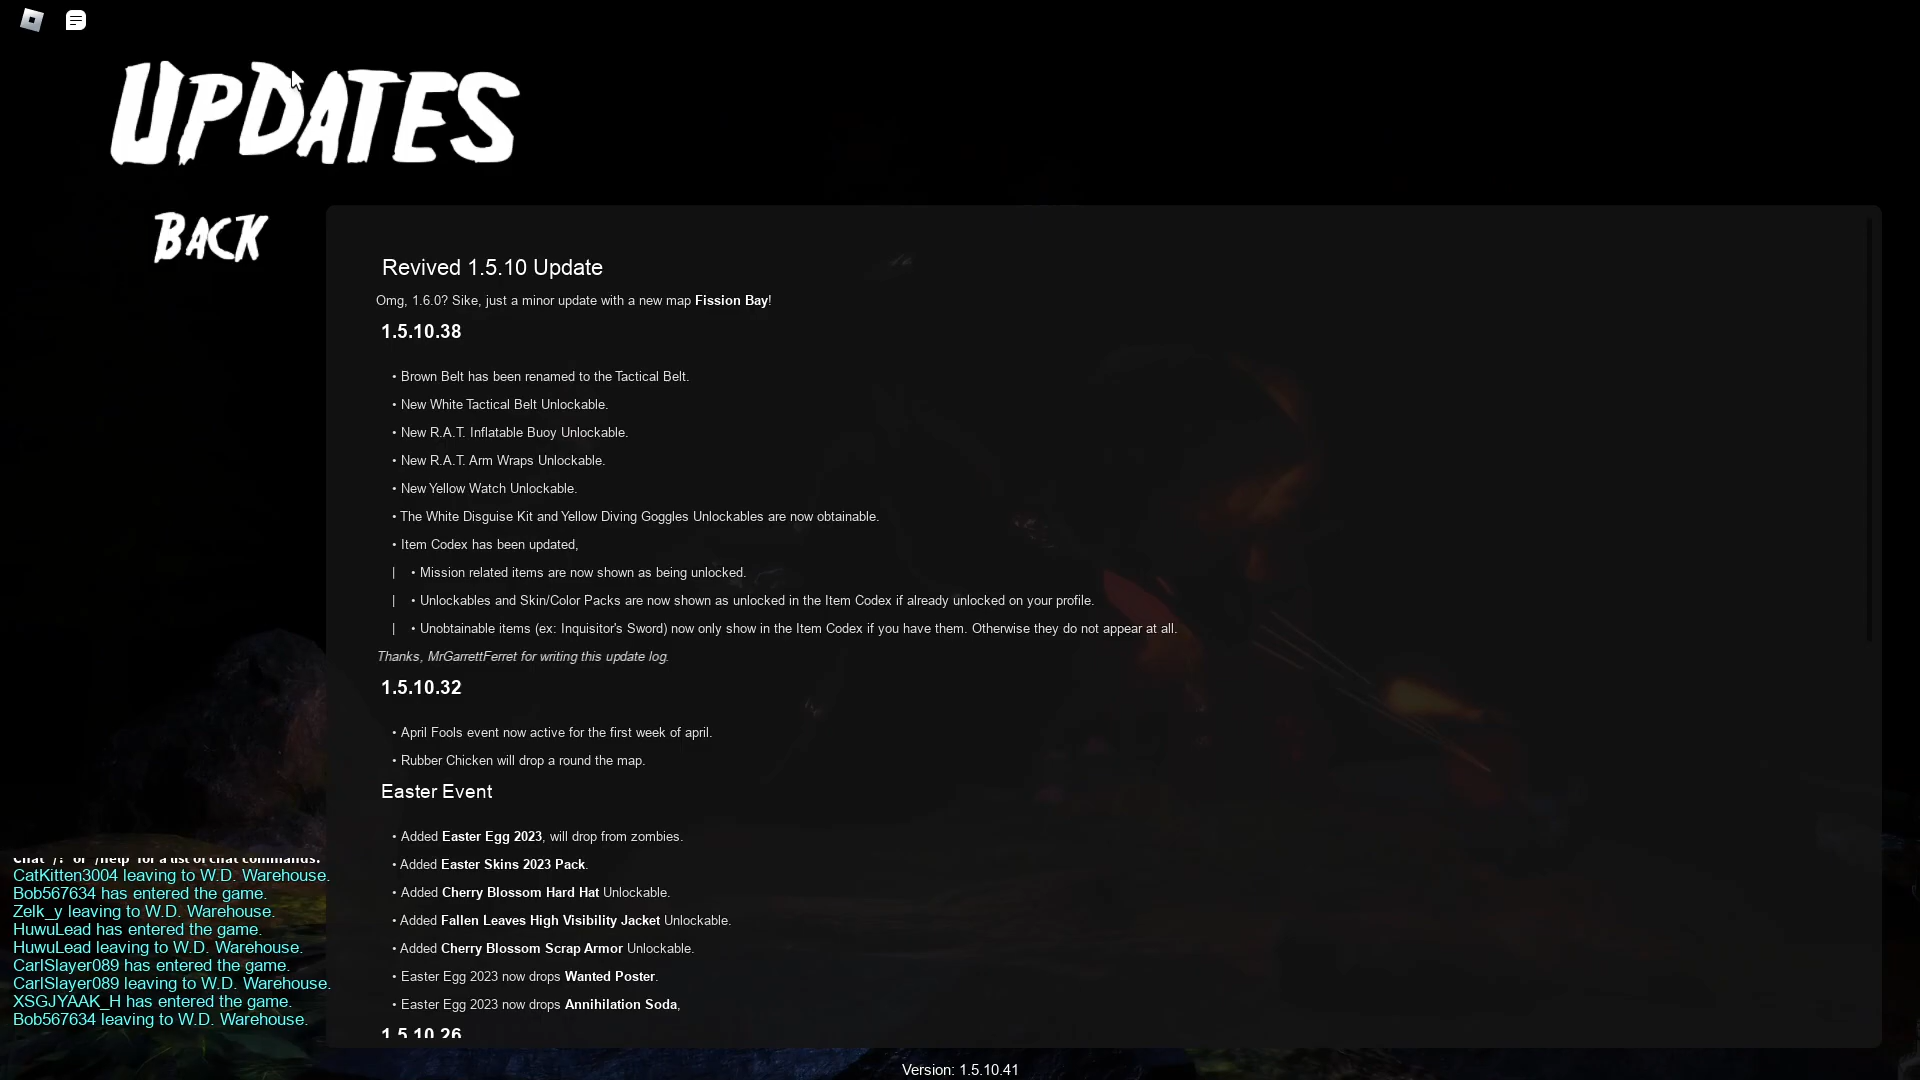 UPDATES
BACK
Revived 1.5.10 Update
Omg, 1.6.0? Sike, just a minor update with a new map Fission Bay!
1.5.10.38
• Brown Belt has been renamed to the Tactical Belt.
• New White Tactical Belt Unlockable.
• New R.A.T. Inflatable Buoy Unlockable.
• New R.A.T. Arm Wraps Unlockable.
• New Yellow Watch Unlockable.
• The White Disguise Kit and Yellow Diving Goggles Unlockables are now obtainable.
• Item Codex has been updated,
| • Mission related items are now shown as being unlocked.
| • Unlockables and Skin/Color Packs are now shown as unlocked in the Item Codex if already unlocked on your profile.
| • Unobtainable items (ex: Inquisitor's Sword) now only show in the Item Codex if you have them. Otherwise they do not appear at all.
Thanks, MrGarrettFerret for writing this update log.
1.5.10.32
• April Fools event now active for the first week of april.
• Rubber Chicken will drop a round the map.
Easter Event
• Added Easter Egg 2023, will drop from zombies.
• Added Easter Skins 2023 Pack.
• Added Cherry Blossom Hard Hat Unlockable.
• Added Fallen Leaves High Visibility Jacket Unlockable.
• Added Cherry Blossom Scrap Armor Unlockable.
• Easter Egg 2023 now drops Wanted Poster.
• Easter Egg 2023 now drops Annihilation Soda,
1.5.10.26
Chat '/?' or '/help' for a list of chat commands.
CatKitten3004 leaving to W.D. Warehouse.
Bob567634 has entered the game.
Zelk_y leaving to W.D. Warehouse.
HuwuLead has entered the game.
HuwuLead leaving to W.D. Warehouse.
CarlSlayer089 has entered the game.
CarlSlayer089 leaving to W.D. Warehouse.
XSGJYAAK_H has entered the game.
Bob567634 leaving to W.D. Warehouse.
Version: 1.5.10.41